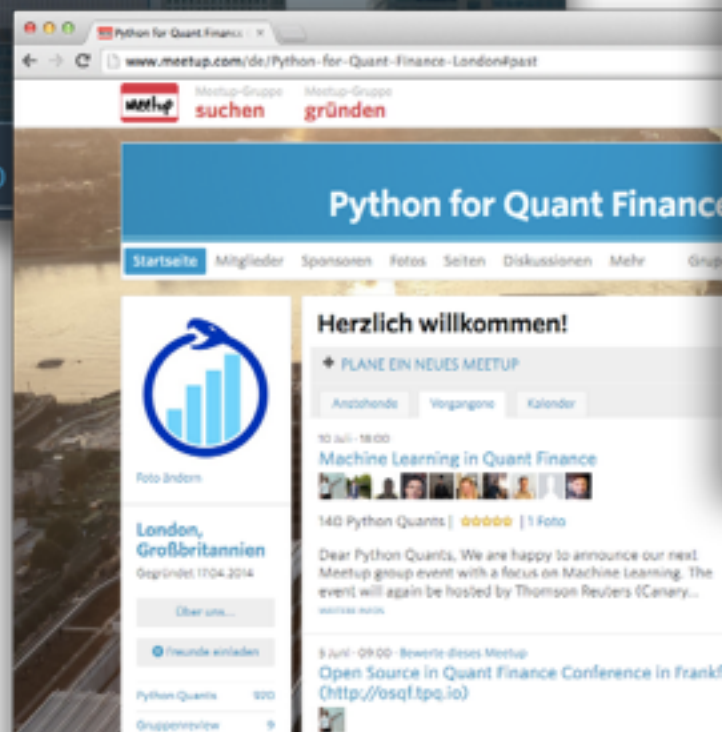 Python for Quant Finance
www.meetup.com/de/Python-for-Quant-Finance-London#past
Meetup
Meetup-Gruppe
suchen
Meetup-Gruppe
gründen
Python for Quant Finance
Startseite Mitglieder Sponsoren Fotos Seiten Diskussionen Mehr Grup
Foto ändern
London,
Großbritannien
Gegründet 17.04.2014
Über uns...
Freunde einladen
Python Quants 920
Gruppenreview 9
Herzlich willkommen!
+ PLANE EIN NEUES MEETUP
Anstehende Vergangene Kalender
10 Juli · 18:00
Machine Learning in Quant Finance
140 Python Quants | | 1 Foto
Dear Python Quants, We are happy to announce our next
Meetup group event with a focus on Machine Learning. The
event will again be hosted by Thomson Reuters (Canary...
WEITERE INFOS
Juni · 09:00 · Bewerte dieses Meetup
Open Source in Quant Finance Conference in Frankf
(http://osqf.tpq.io)